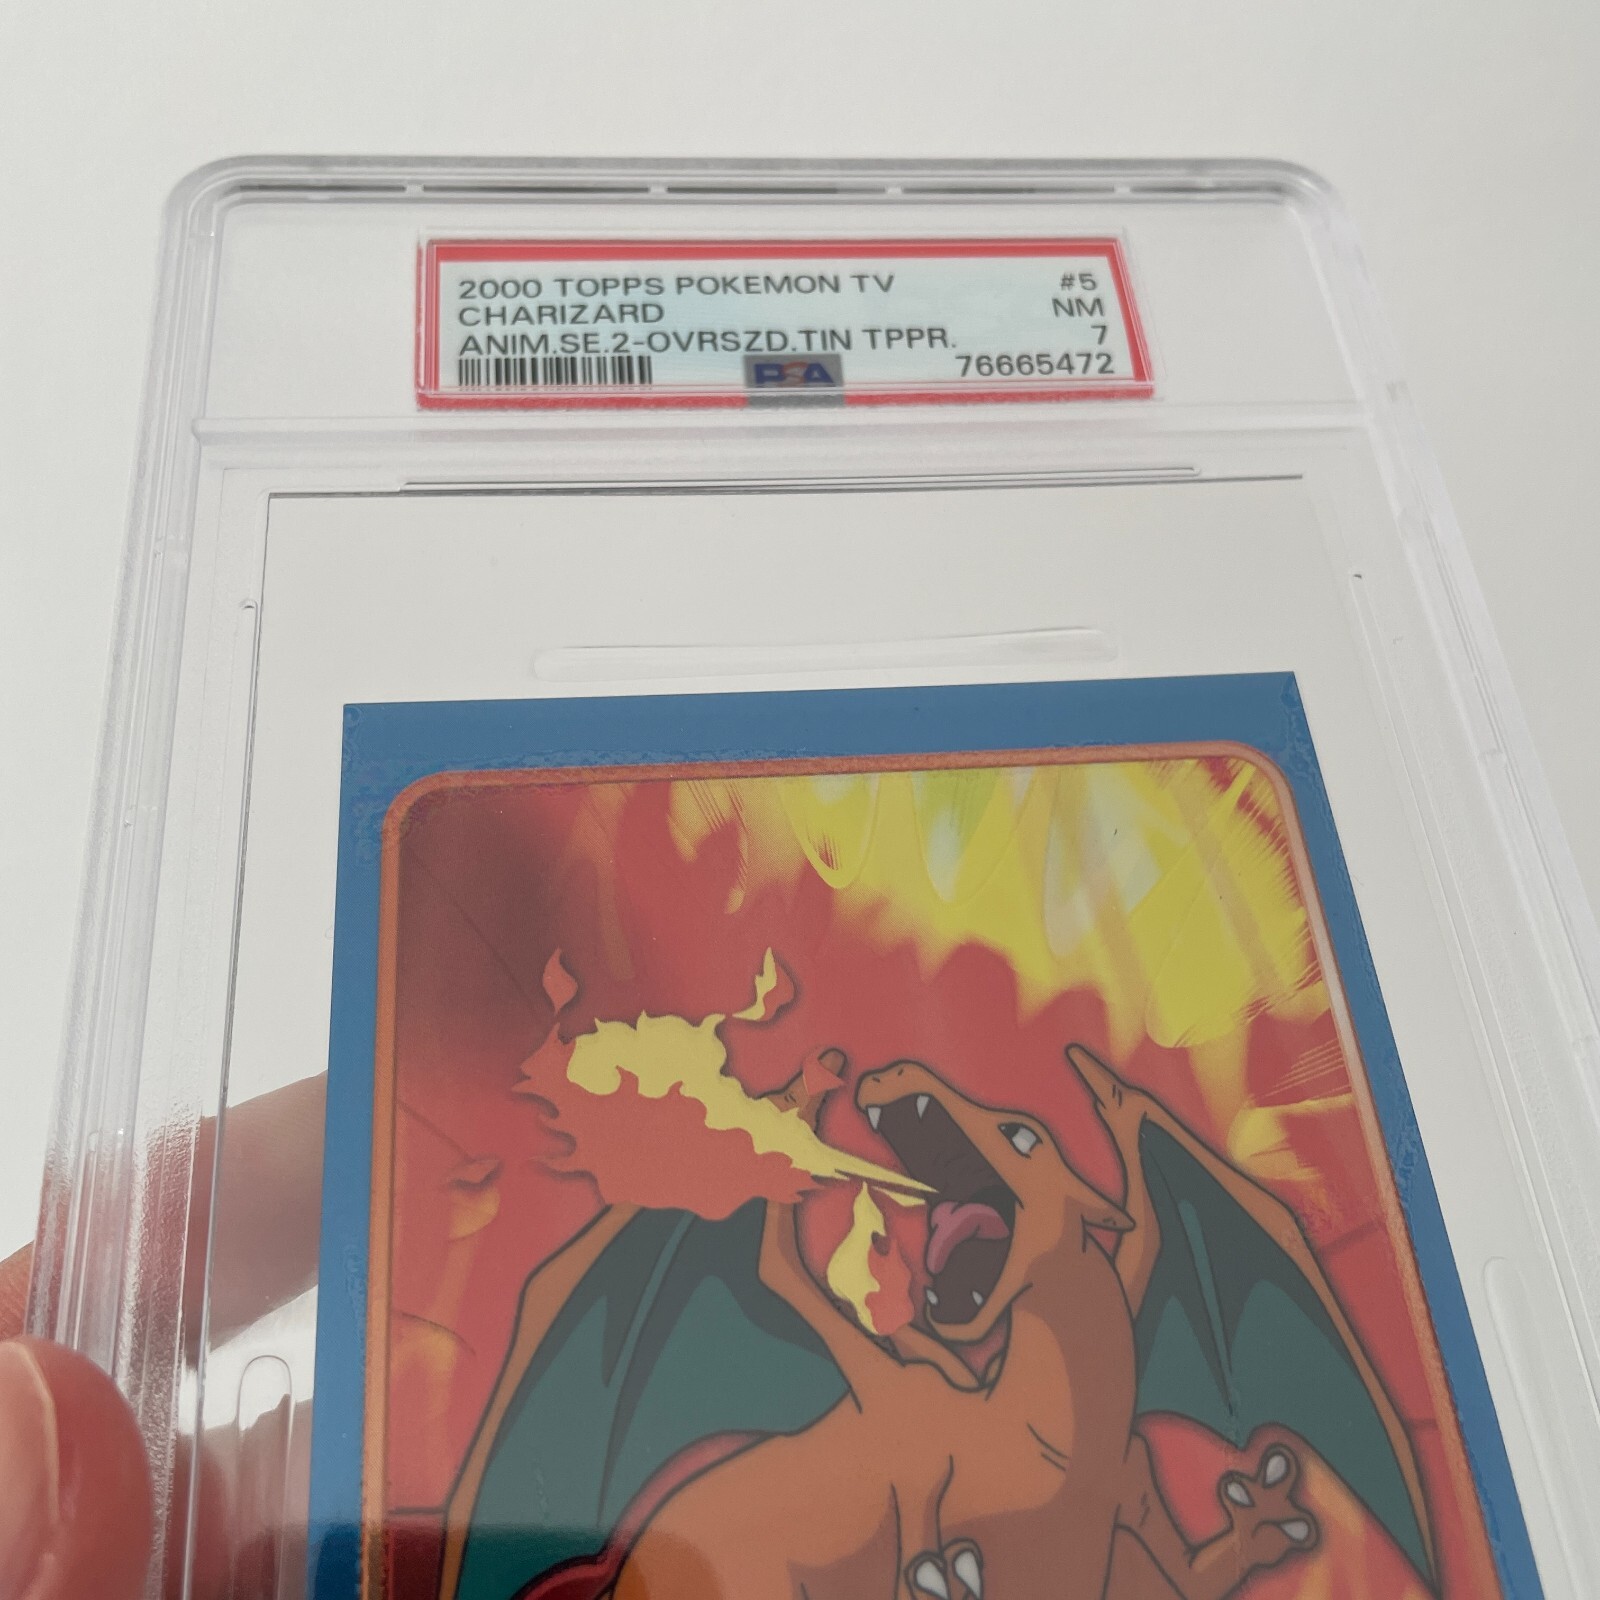 2000 TOPPS POKEMON TV #5
CHARIZARD NM
ANIM.SE.2-OVRSZD.TIN TPPR. 7
PSA 76665472